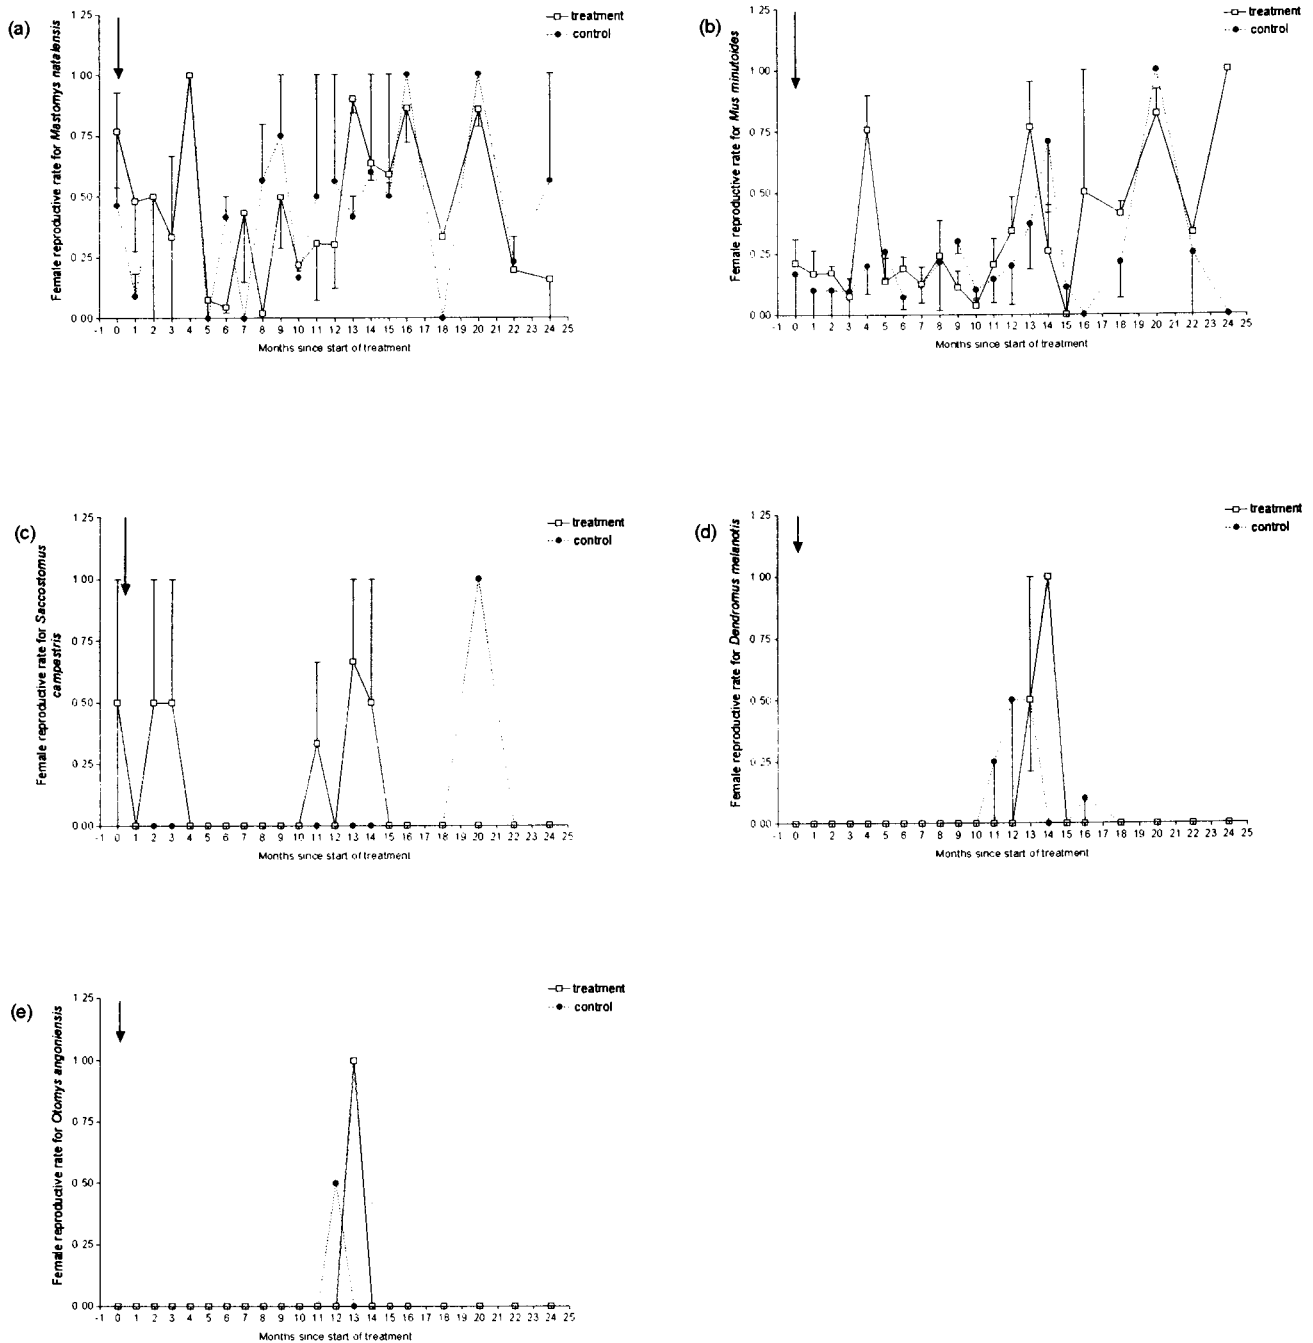 (a)
Female reproductive rate for Mastomys natalensis
1.25
1.00
0.75
0.50
0.25
0.00
-1 0 1 2 3 4 5 6 7 8 9 10 11 12 13 14 15 16 17 18 19 20 21 22 23 24 25
Months since start of treatment
treatment
control
(b)
Female reproductive rate for Mus minutoides
1.25
1.00
0.75
0.50
0.25
0.00
-1 0 1 2 3 4 5 6 7 8 9 10 11 12 13 14 15 16 17 18 19 20 21 22 23 24 25
Months since start of treatment
treatment
control
(c)
Female reproductive rate for Saccostomus
campestris
1.25
1.00
0.75
0.50
0.25
0.00
-1 0 1 2 3 4 5 6 7 8 9 10 11 12 13 14 15 16 17 18 19 20 21 22 23 24 25
Months since start of treatment
treatment
control
(d)
Female reproductive rate for Dendromus melanotis
1.25
1.00
0.75
0.50
0.25
0.00
-1 0 1 2 3 4 5 6 7 8 9 10 11 12 13 14 15 16 17 18 19 20 21 22 23 24 25
Months since start of treatment
treatment
control
(e)
Female reproductive rate for Otomys angoniensis
1.25
1.00
0.75
0.50
0.25
0.00
-1 0 1 2 3 4 5 6 7 8 9 10 11 12 13 14 15 16 17 18 19 20 21 22 23 24 25
Months since start of treatment
treatment
control